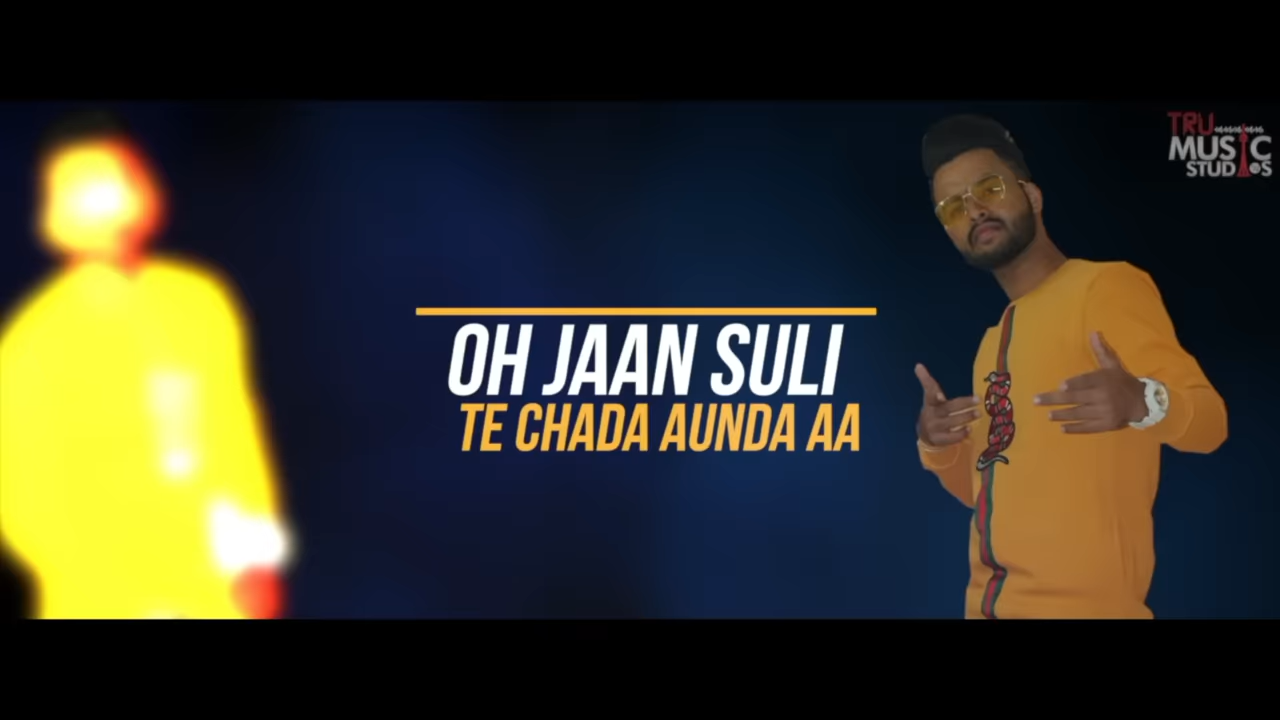 TRU
MUSIC
STUDIOS
OH JAAN SULI
TE CHADA AUNDA AA